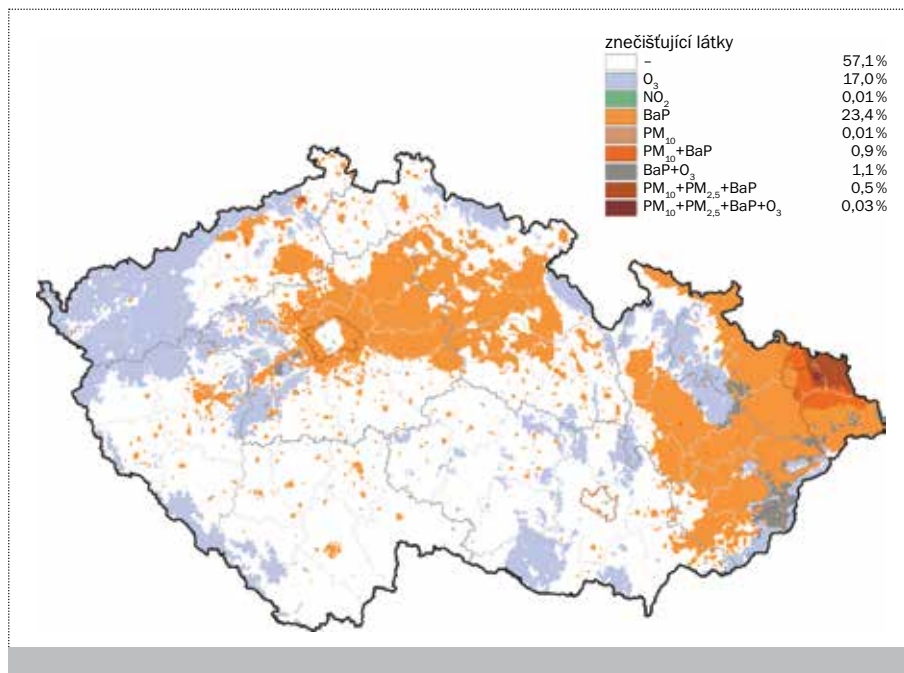 znečišťující látky
– 57,1 %
O₃ 17,0 %
NO₂ 0,01 %
BaP 23,4 %
PM₁₀ 0,01 %
PM₁₀+BaP 0,9 %
BaP+O₃ 1,1 %
PM₁₀+PM₂,₅+BaP 0,5 %
PM₁₀+PM₂,₅+BaP+O₃ 0,03 %